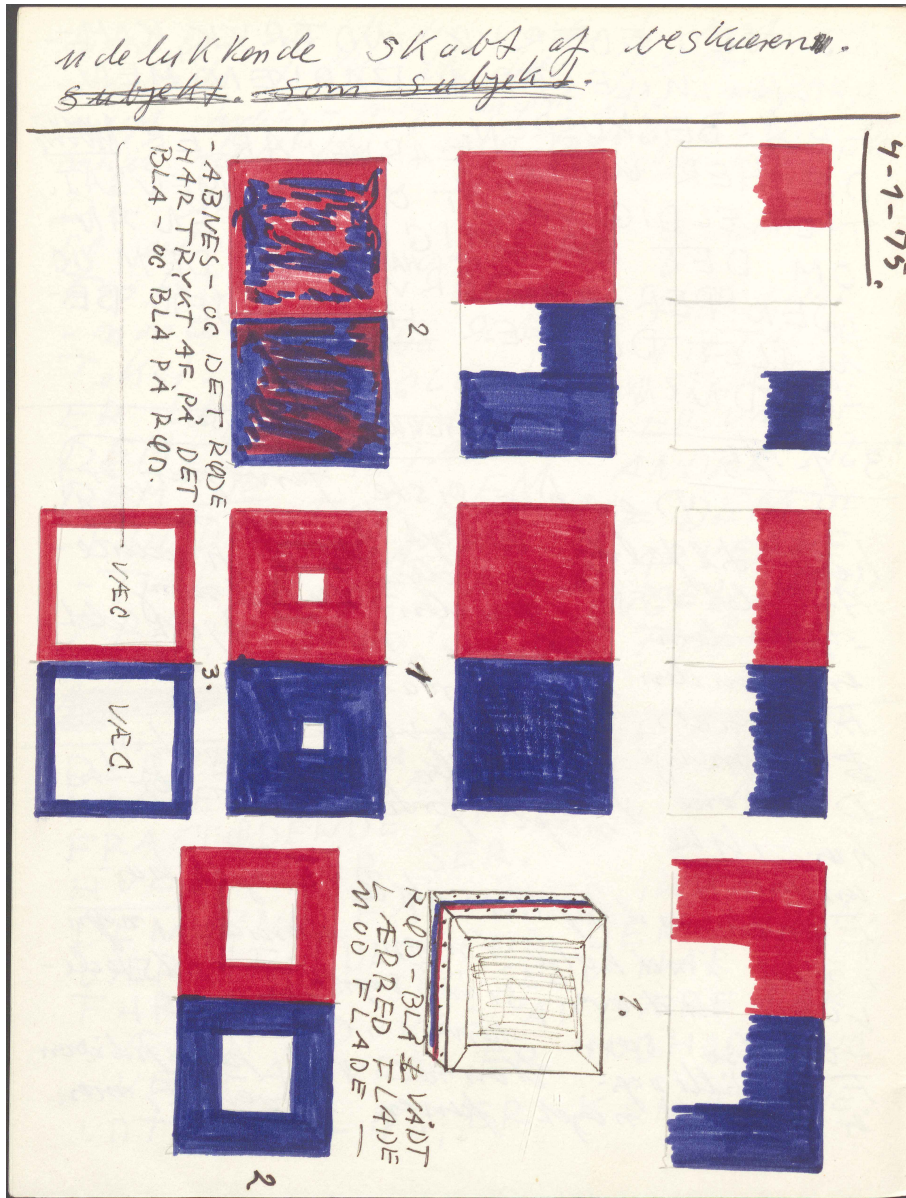 udelukkende skabt af beskueren.
subjekt. som subjekt.
4-1-75.
1.
RØD-BLÅ VÅDT
LÆRRED FLADE
MOD FLADE —
2
1
2
- ÅBNES - OG DET RØDE
HAR TRYKT AF PÅ DET
BLÅ - OG BLÅ PÅ RØD.
3.
VÆG
VÆG.